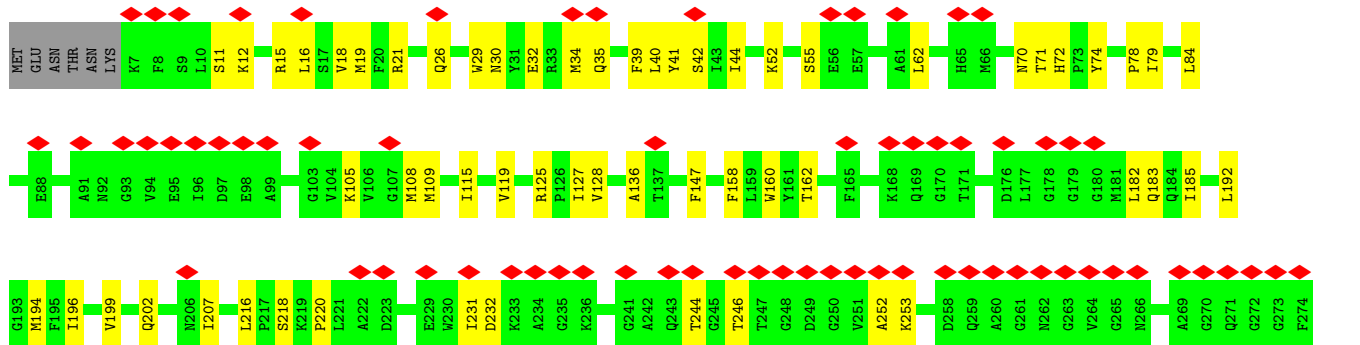 MET GLU ASN THR ASN LYS K7 F8 S9 L10 S11 K12 R15 L16 S17 V18 M19 F20 R21 Q26 W29 N30 Y31 E32 R33 M34 Q35 F39 L40 Y41 S42 I43 I44 K52 S55 E56 E57 A61 L62 H65 M66 N70 T71 H72 P73 Y74 P78 I79 L84
E88 A91 N92 G93 V94 E95 I96 D97 E98 A99 G103 V104 K105 V106 G107 M108 M109 I115 V119 R125 P126 I127 V128 A136 T137 F147 F158 L159 W160 Y161 T162 F165 K168 Q169 G170 T171 D176 L177 G178 G179 G180 M181 L182 Q183 Q184 I185 L192
G193 M194 F195 I196 V199 Q202 N206 I207 L216 P217 S218 K219 P220 L221 A222 D223 E229 W230 I231 D232 K233 A234 G235 K236 G241 A242 Q243 T244 G245 T246 T247 G248 D249 G250 V251 A252 K253 D258 Q259 A260 G261 N262 G263 V264 G265 N266 A269 G270 Q271 G272 G273 F274